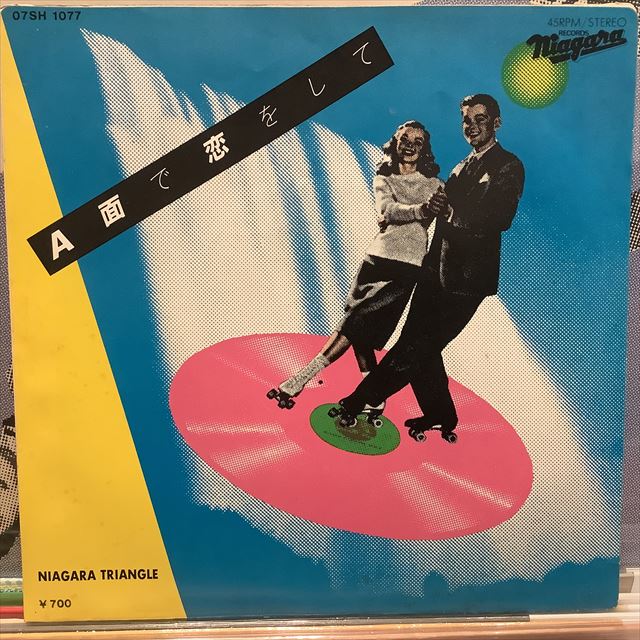 07SH 1077
45RPM/STEREO
RECORDS
Niagara
A面で恋をして
NIAGARA TRIANGLE
¥700